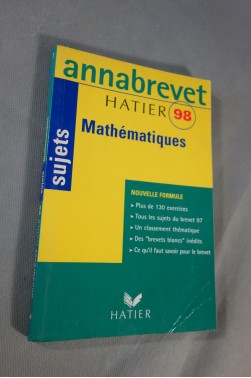 annabrevet
HATIER 98
sujets
Mathématiques
NOUVELLE FORMULE
Plus de 130 exercices
Tous les sujets du brevet 97
Un classement thématique
Des "brevets blancs" inédits
Ce qu'il faut savoir pour le brevet
HATIER